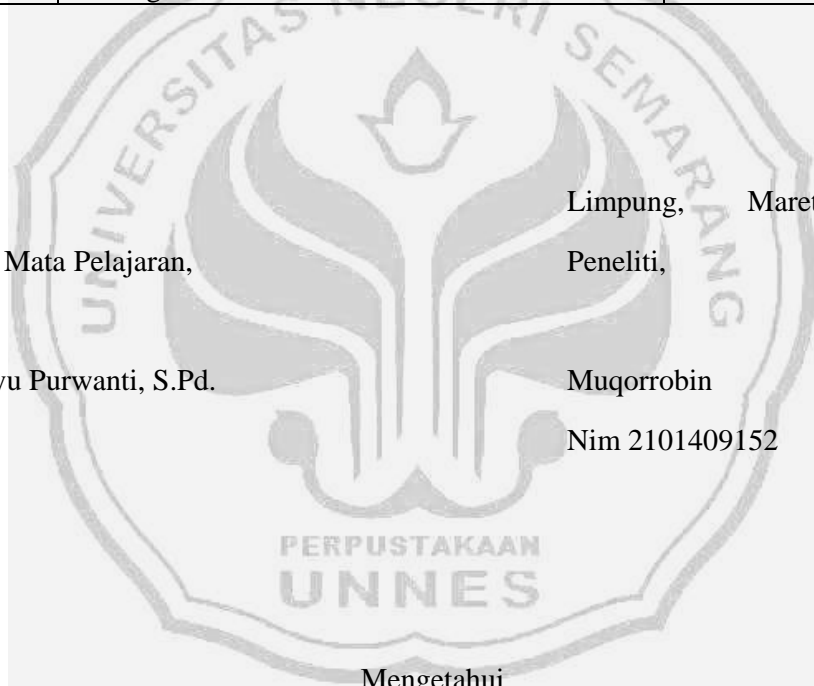 UNIVERSITAS NEGERI SEMARANG
Limpung, Maret
Mata Pelajaran,
Peneliti,
Purwanti, S.Pd.
Muqorrobin
Nim 2101409152
PERPUSTAKAAN
UNNES
Mengetahui